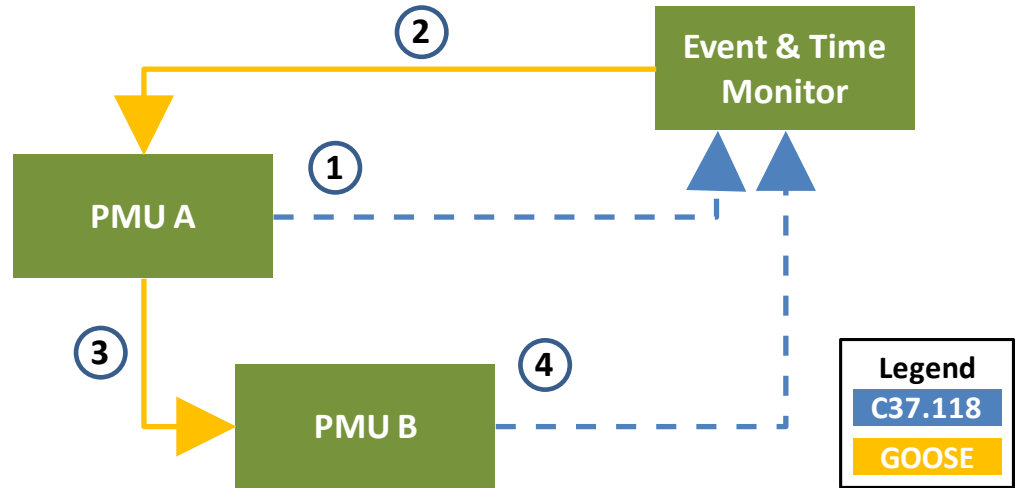 2
Event & Time
Monitor
1
PMU A
3
4
PMU B
Legend
C37.118
GOOSE